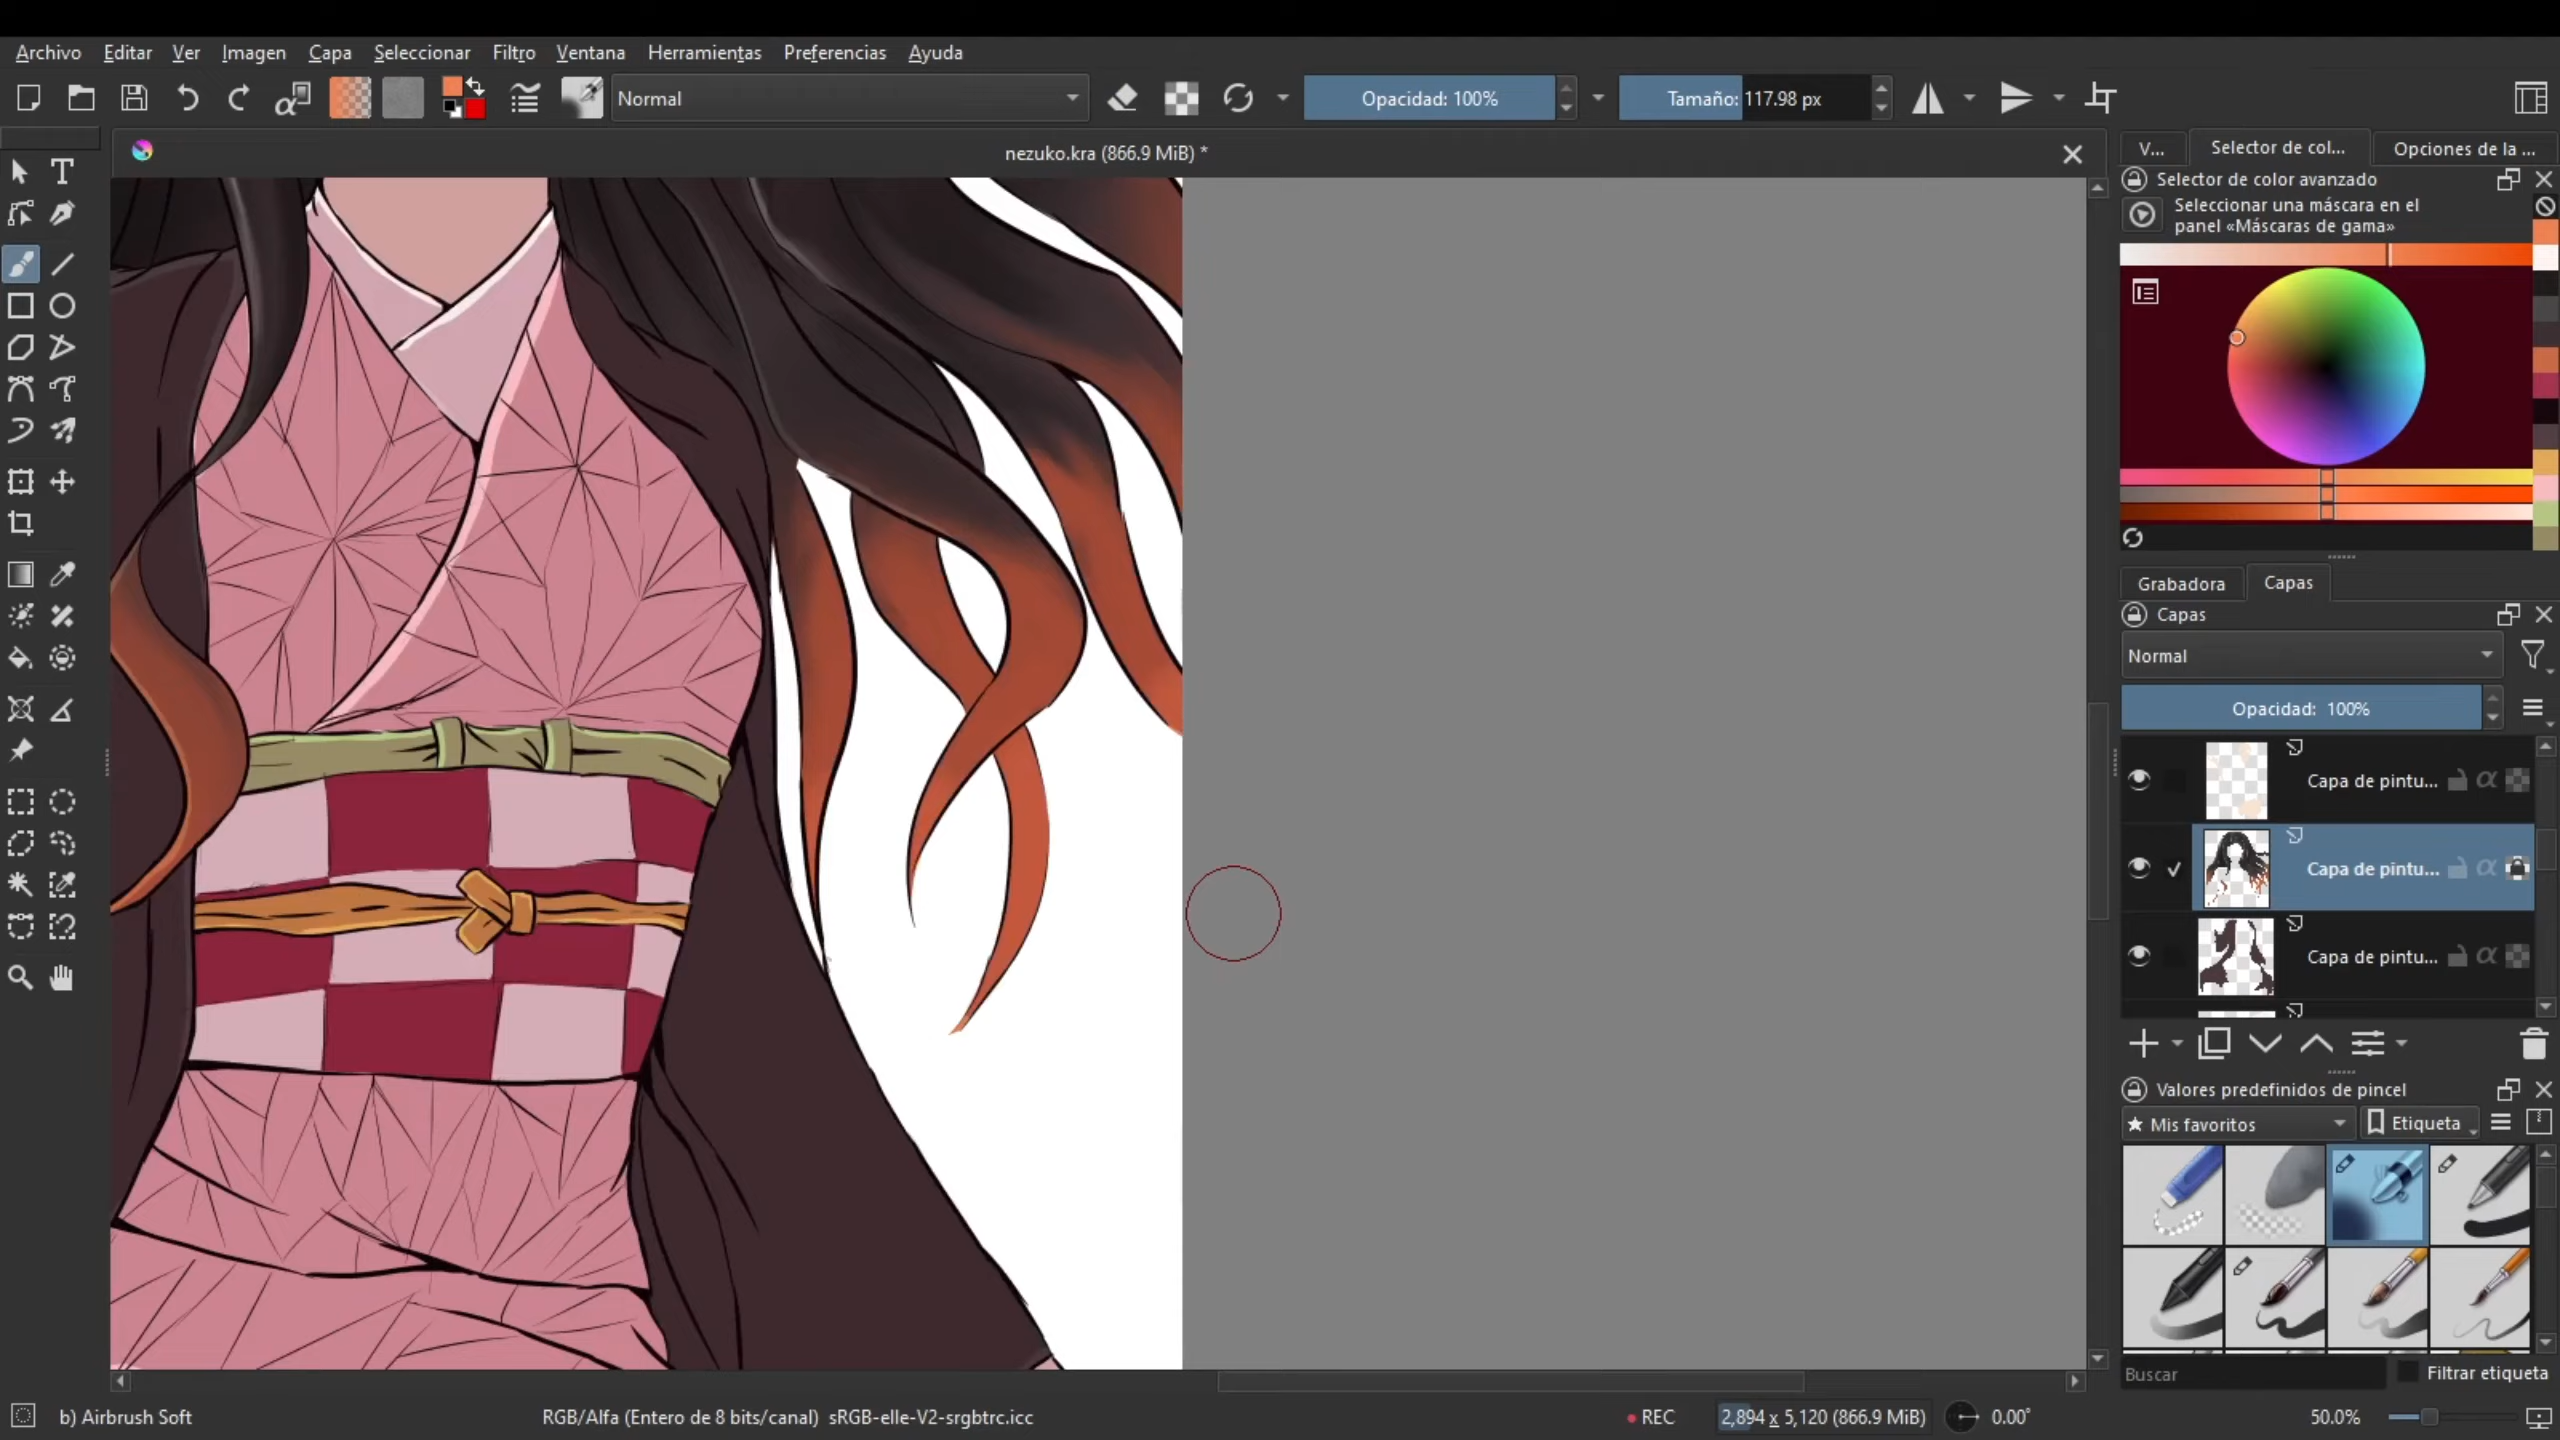 Archivo Editar Ver Imagen Capa Seleccionar Filtro Ventana Herramientas Preferencias Ayuda
Normal Opacidad: 100% Tamaño: 117.98 px
nezuko.kra (866.9 MiB) *
V... Selector de col... Opciones de la ...
Selector de color avanzado
Seleccionar una máscara en el
panel «Máscaras de gama»
Grabadora Capas
Capas
Normal
Opacidad: 100%
Capa de pintu...
Capa de pintu...
Capa de pintu...
Valores predefinidos de pincel
★ Mis favoritos Etiqueta
Buscar Filtrar etiqueta
b) Airbrush Soft RGB/Alfa (Entero de 8 bits/canal) sRGB-elle-V2-srgbtrc.icc REC 2,894 x 5,120 (866.9 MiB) 0.00° 50.0%